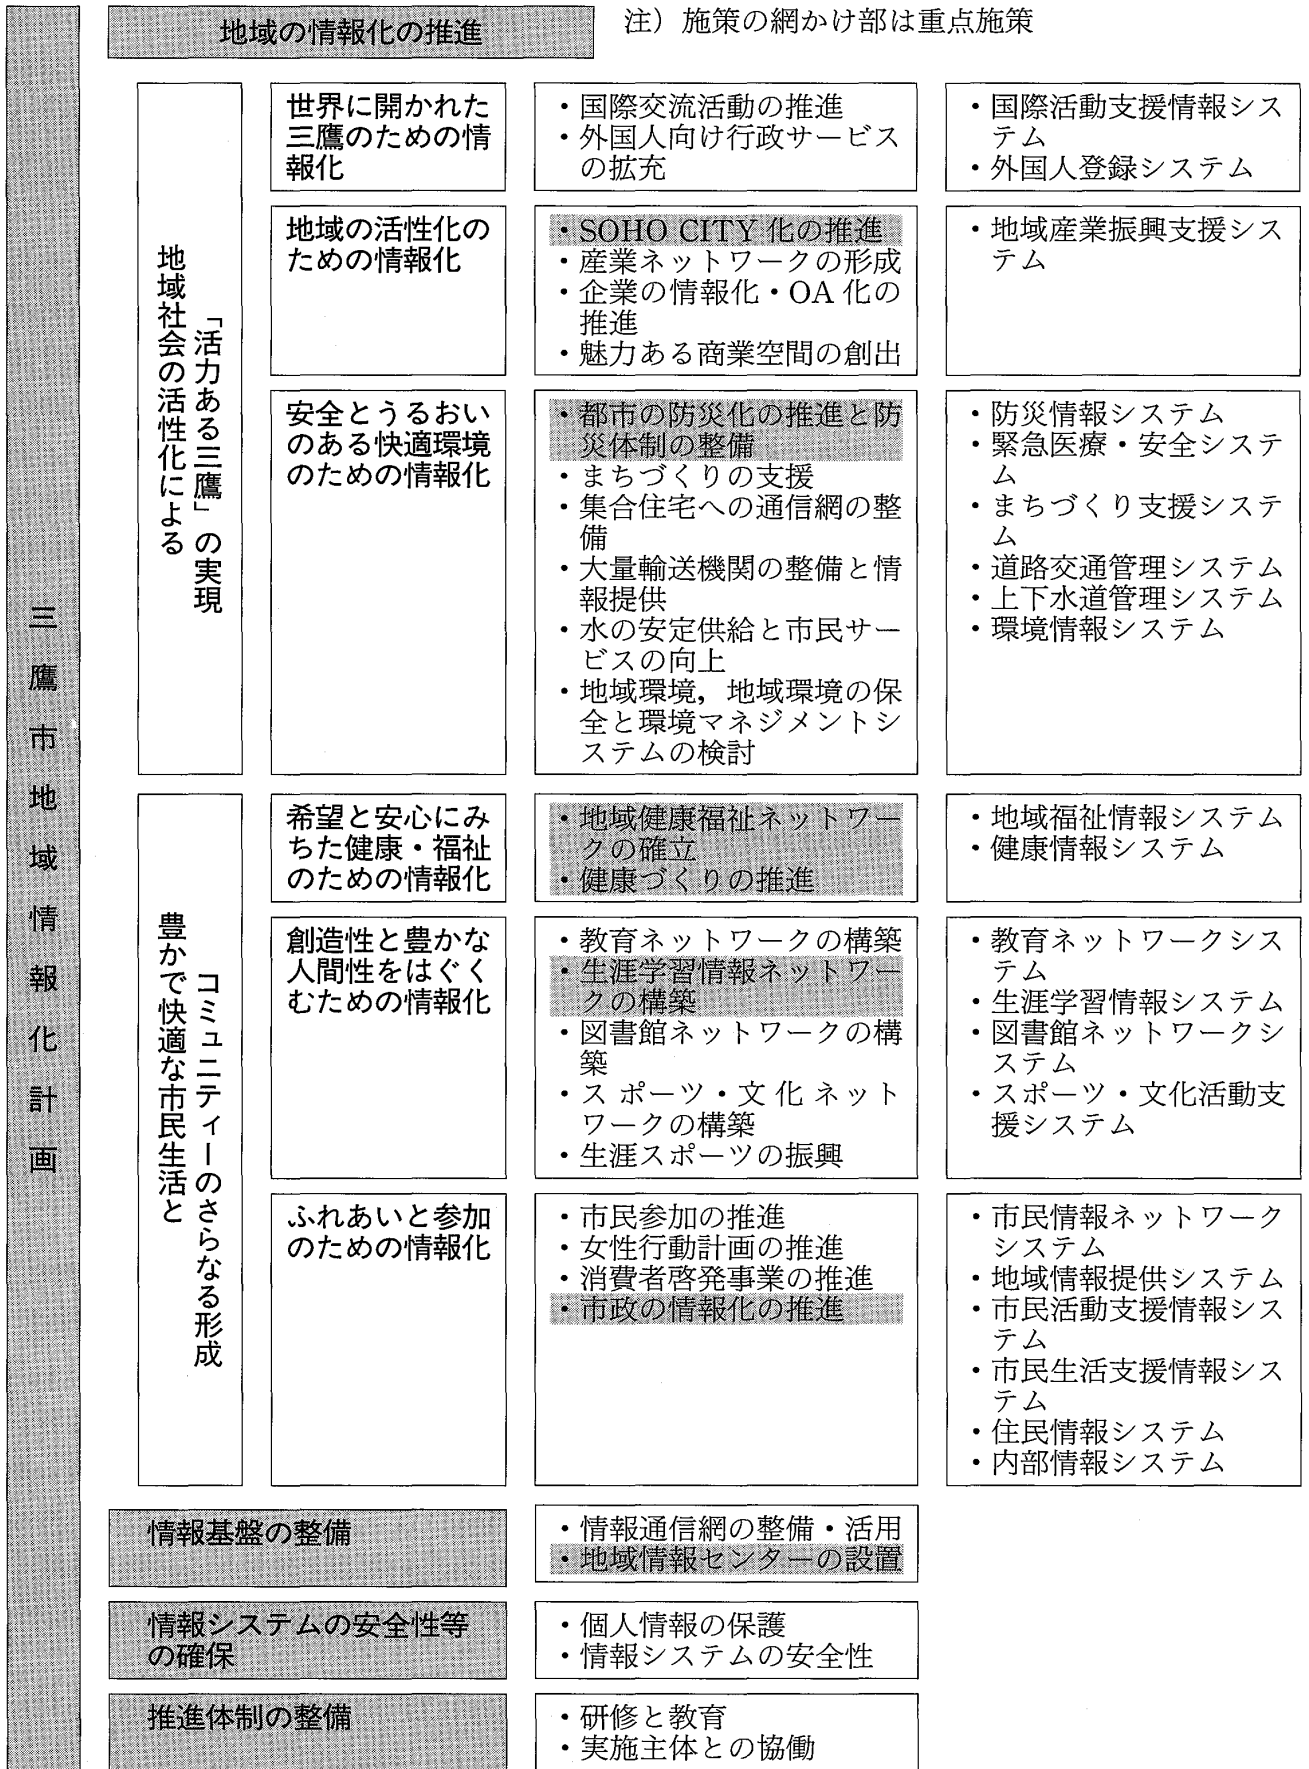 三鷹市地域情報化計画
地域の情報化の推進
注）施策の網かけ部は重点施策
地域社会の活性化による
「活力ある三鷹」の実現
世界に開かれた
三鷹のための情
報化
・国際交流活動の推進
・外国人向け行政サービス
の拡充
・国際活動支援情報シス
テム
・外国人登録システム
地域の活性化の
ための情報化
・SOHO CITY 化の推進
・産業ネットワークの形成
・企業の情報化・OA 化の
推進
・魅力ある商業空間の創出
・地域産業振興支援シス
テム
安全とうるおい
のある快適環境
のための情報化
・都市の防災化の推進と防
災体制の整備
・まちづくりの支援
・集合住宅への通信網の整
備
・大量輸送機関の整備と情
報提供
・水の安定供給と市民サー
ビスの向上
・地域環境，地域環境の保
全と環境マネジメントシ
ステムの検討
・防災情報システム
・緊急医療・安全システ
ム
・まちづくり支援システ
ム
・道路交通管理システム
・上下水道管理システム
・環境情報システム
豊かで快適な市民生活と
コミュニティーのさらなる形成
希望と安心にみ
ちた健康・福祉
のための情報化
・地域健康福祉ネットワー
クの確立
・健康づくりの推進
・地域福祉情報システム
・健康情報システム
創造性と豊かな
人間性をはぐく
むための情報化
・教育ネットワークの構築
・生涯学習情報ネットワー
クの構築
・図書館ネットワークの構
築
・スポーツ・文化ネット
ワークの構築
・生涯スポーツの振興
・教育ネットワークシス
テム
・生涯学習情報システム
・図書館ネットワークシ
ステム
・スポーツ・文化活動支
援システム
ふれあいと参加
のための情報化
・市民参加の推進
・女性行動計画の推進
・消費者啓発事業の推進
・市政の情報化の推進
・市民情報ネットワーク
システム
・地域情報提供システム
・市民活動支援情報シス
テム
・市民生活支援情報シス
テム
・住民情報システム
・内部情報システム
情報基盤の整備
・情報通信網の整備・活用
・地域情報センターの設置
情報システムの安全性等
の確保
・個人情報の保護
・情報システムの安全性
推進体制の整備
・研修と教育
・実施主体との協働